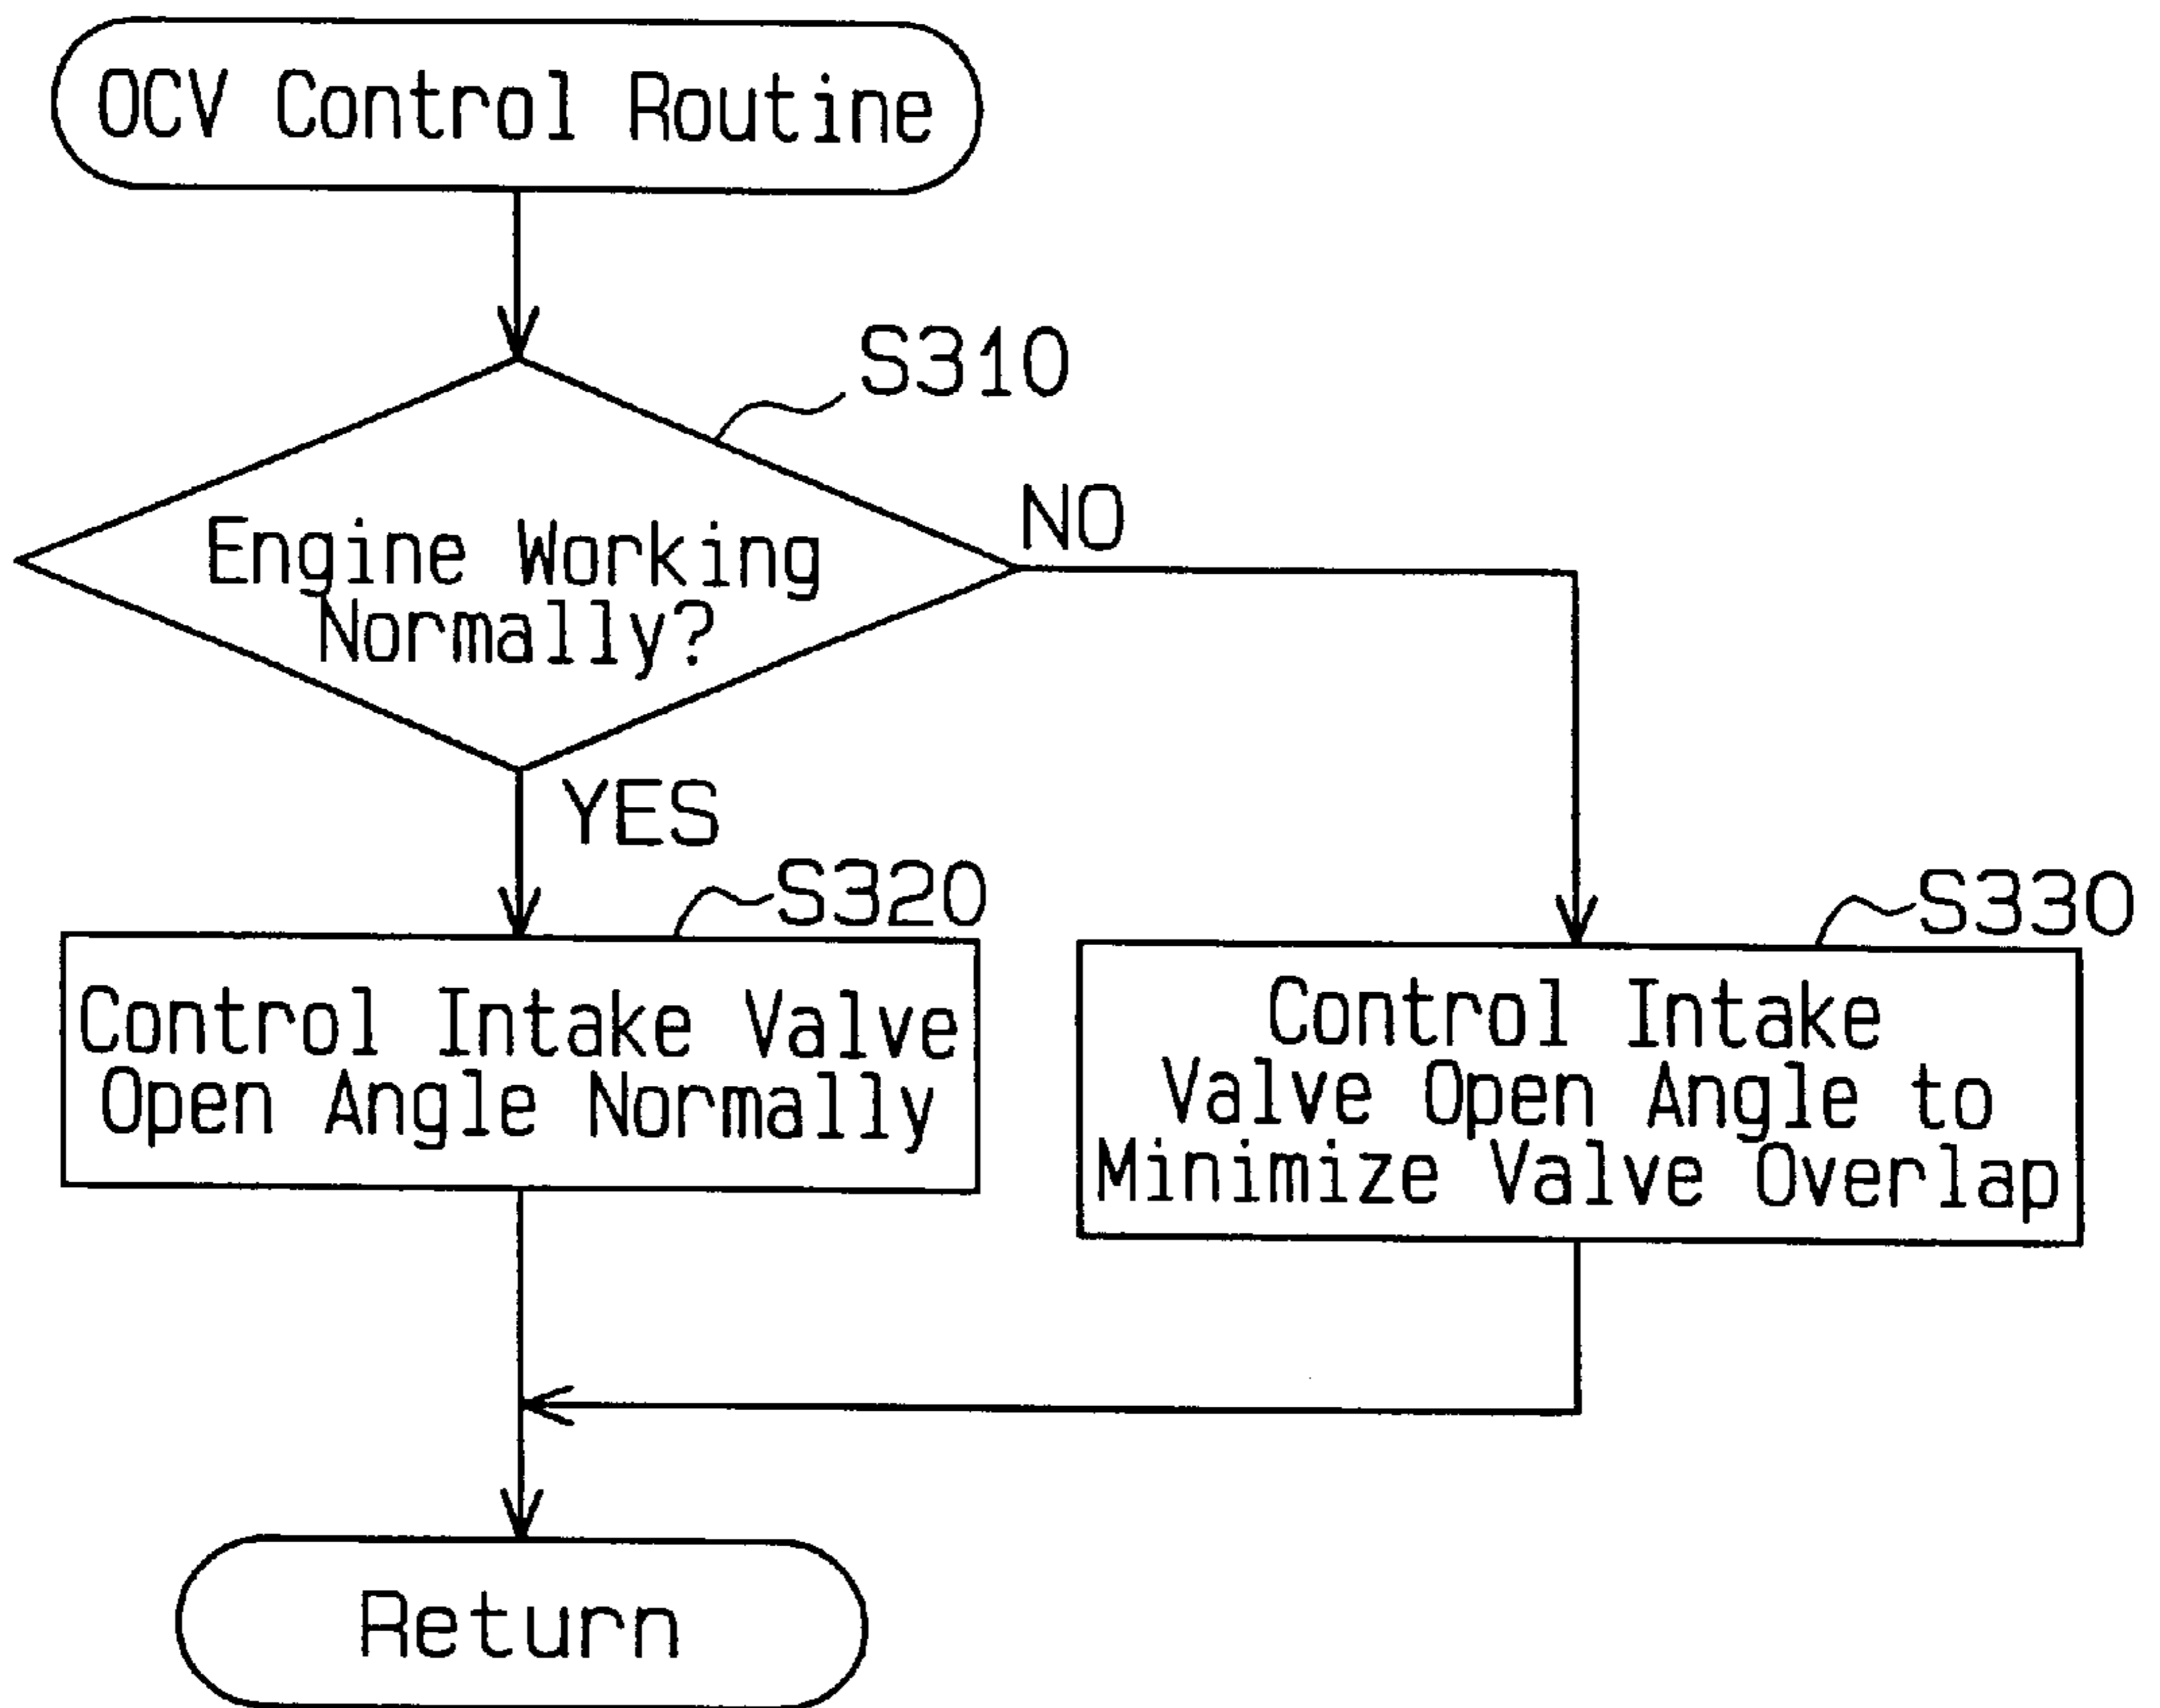 OCV Control Routine
S310
NO
Engine Working
Normally?
YES
S320
Control Intake Valve
Open Angle Normally
S330
Control Intake
Valve Open Angle to
Minimize Valve Overlap
Return